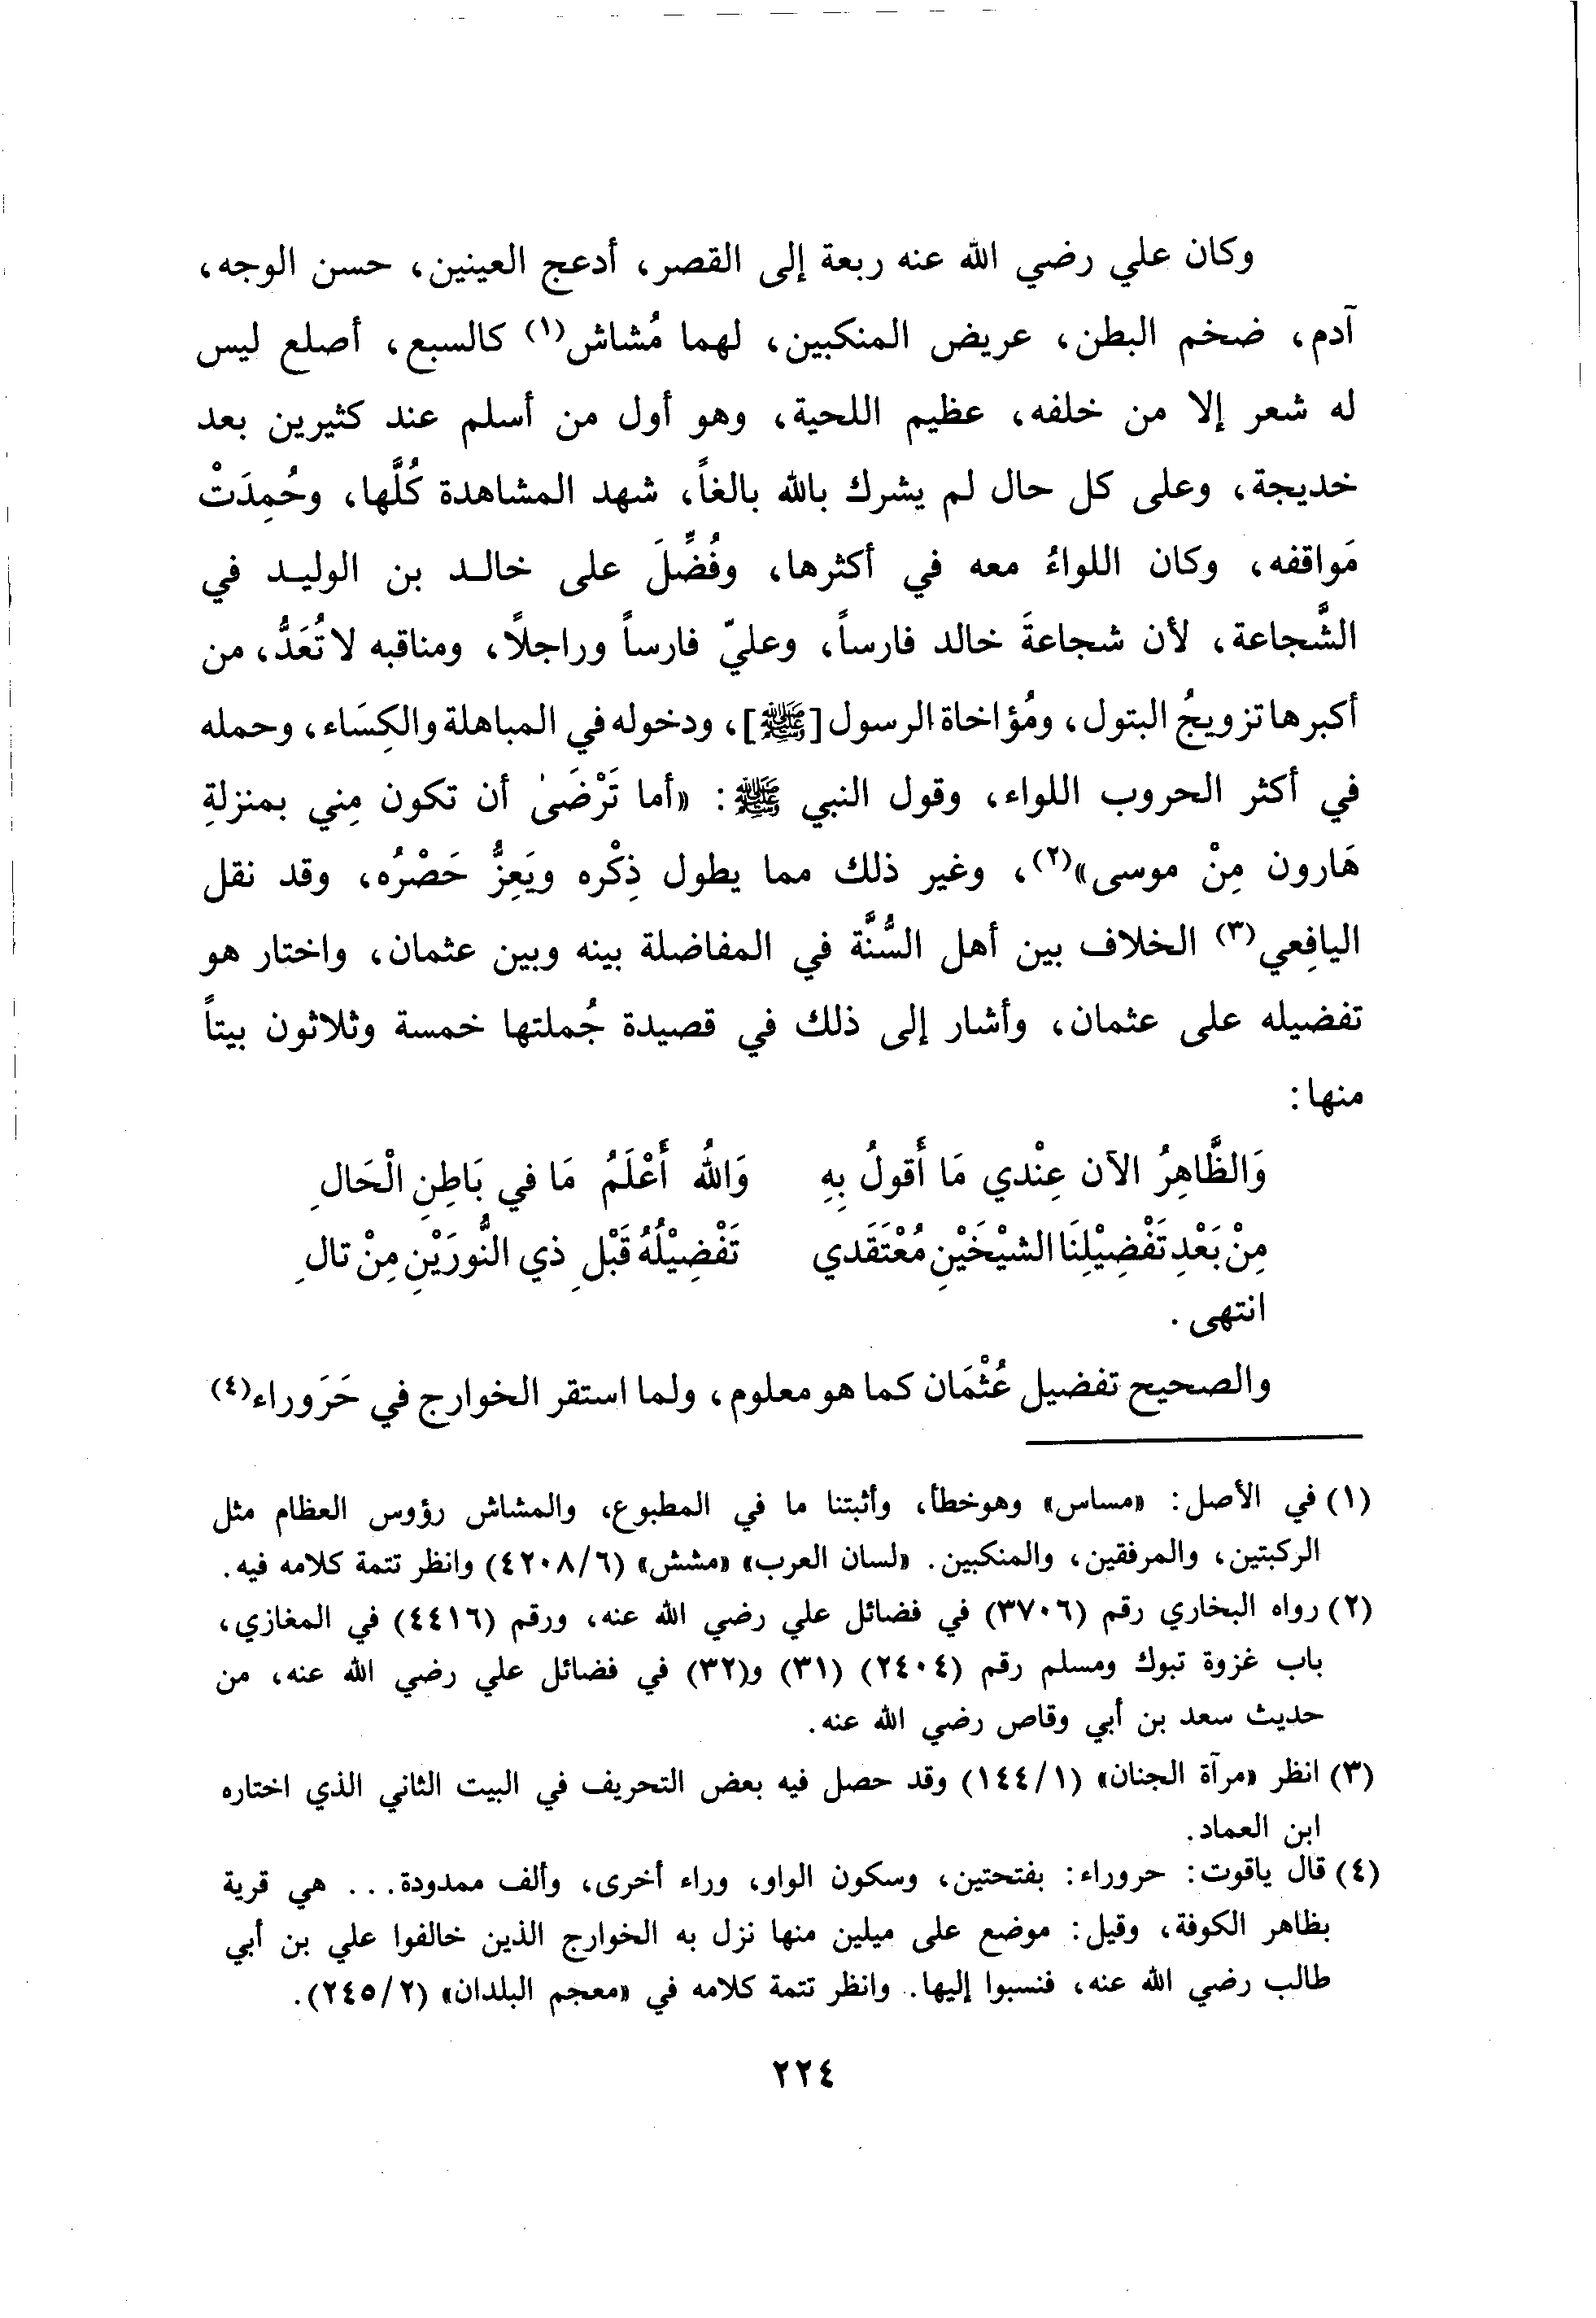 وكان علي رضي الله عنه ربعة إلى القصر، أدعج العينين، حسن الوجه،
آدم، ضخم البطن، عريض المنكبين، لهما مُشاش(١) كالسبع، أصلع ليس
له شعر إلا من خلفه، عظيم اللحية، وهو أول من أسلم عند كثيرين بعد
خديجة، وعلى كل حال لم يشرك بالله بالغاً، شهد المشاهدة كُلَّها، وحُمِدَتْ
مَواقفه، وكان اللواءُ معه في أكثرها، وفُضِّلَ على خالد بن الوليد في
الشَّجاعة، لأن شجاعةَ خالد فارساً، وعليّ فارساً وراجلًا، ومناقبه لا تُعَدُّ، من
أكبرها تزويجُ البتول، ومُؤاخاة الرسول [ﷺ]، ودخوله في المباهلة والكِسَاء، وحمله
في أكثر الحروب اللواء، وقول النبي ﷺ: «أما تَرْضَىٰ أن تكون مِني بمنزلةِ
هَارون مِنْ موسى»(٢)، وغير ذلك مما يطول ذِكْره ويَعِزُّ حَصْرُه، وقد نقل
اليافِعي(٣) الخلاف بين أهل السُّنَّة في المفاضلة بينه وبين عثمان، واختار هو
تفضيله على عثمان، وأشار إلى ذلك في قصيدة جُملتها خمسة وثلاثون بيتاً
منها:
وَالظَّاهِرُ الآن عِنْدي مَا أَقولُ بِهِ وَاللهُ أَعْلَمُ مَا في بَاطِنِ الْحَالِ
مِنْ بَعْدِ تَفْضِيْلِنَا الشيْخَيْنِ مُعْتَقَدي تَفْضِيْلُهُ قَبْلِ ذي النُّورَيْنِ مِنْ تالِ
انتهى.
والصحيح تفضيل عُثْمَان كما هو معلوم، ولما استقر الخوارج في حَرَوراء(٤)
(١) في الأصل: «مساس» وهوخطأ، وأثبتنا ما في المطبوع، والمشاش رؤوس العظام مثل
الركبتين، والمرفقين، والمنكبين. «لسان العرب» «مشش» (٤٢٠٨/٦) وانظر تتمة كلامه فيه.
(٢) رواه البخاري رقم (٣٧٠٦) في فضائل علي رضي الله عنه، ورقم (٤٤١٦) في المغازي،
باب غزوة تبوك ومسلم رقم (٢٤٠٤) (٣١) و(٣٢) في فضائل علي رضي الله عنه، من
حديث سعد بن أبي وقاص رضي الله عنه.
(٣) انظر «مرآة الجنان» (١٤٤/١) وقد حصل فيه بعض التحريف في البيت الثاني الذي اختاره
ابن العماد.
(٤) قال ياقوت: حروراء: بفتحتين، وسكون الواو، وراء أخرى، وألف ممدودة... هي قرية
بظاهر الكوفة، وقيل: موضع على ميلين منها نزل به الخوارج الذين خالفوا علي بن أبي
طالب رضي الله عنه، فنسبوا إليها. وانظر تتمة كلامه في «معجم البلدان» (٢٤٥/٢).
٢٢٤